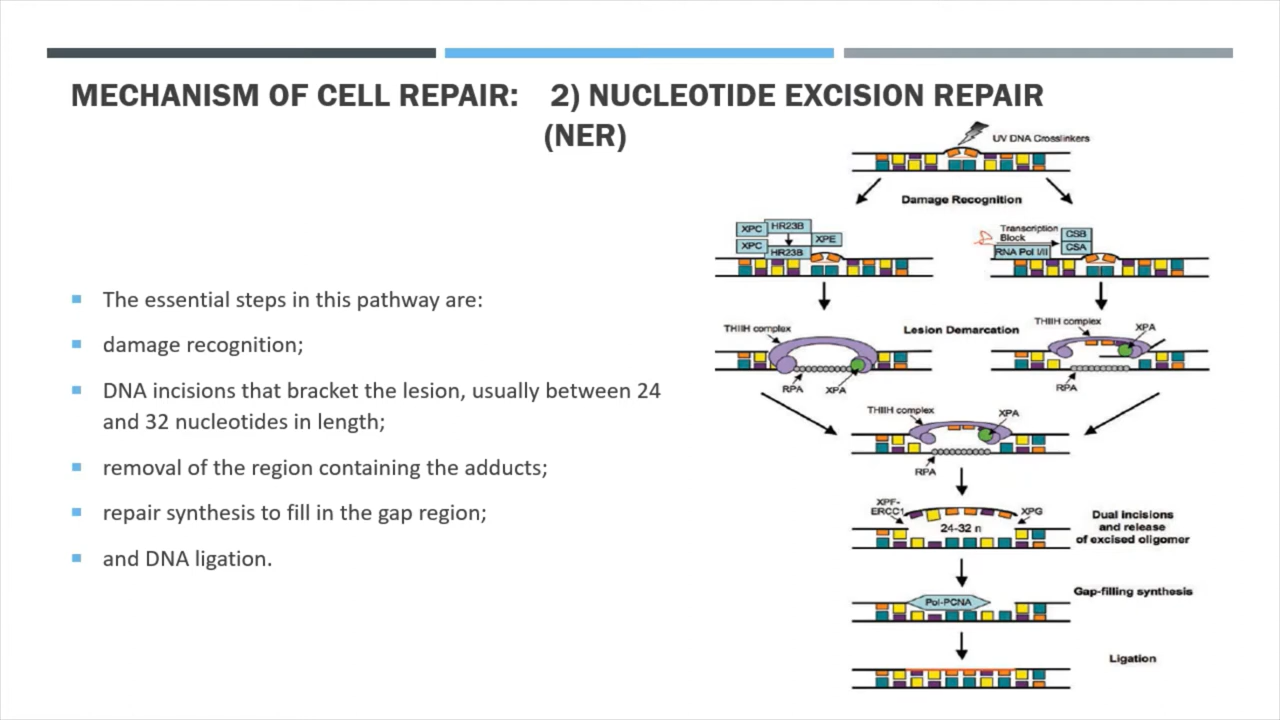 MECHANISM OF CELL REPAIR: 2) NUCLEOTIDE EXCISION REPAIR
(NER)
The essential steps in this pathway are:
damage recognition;
DNA incisions that bracket the lesion, usually between 24
and 32 nucleotides in length;
removal of the region containing the adducts;
repair synthesis to fill in the gap region;
and DNA ligation.
UV DNA Crosslinkers
Damage Recognition
XPC HR23B
XPE
XPC HR23B
Transcription
Block
CSB
CSA
RNA Pol I/II
THIIH complex
Lesion Demarcation
THIIH complex
XPA
RPA
XPA
RPA
THIIH complex
XPA
RPA
XPF-
ERCC1
XPG
24-32 n
Dual incisions
and release
of excised oligomer
Gap-filling synthesis
Pol-PCNA
Ligation